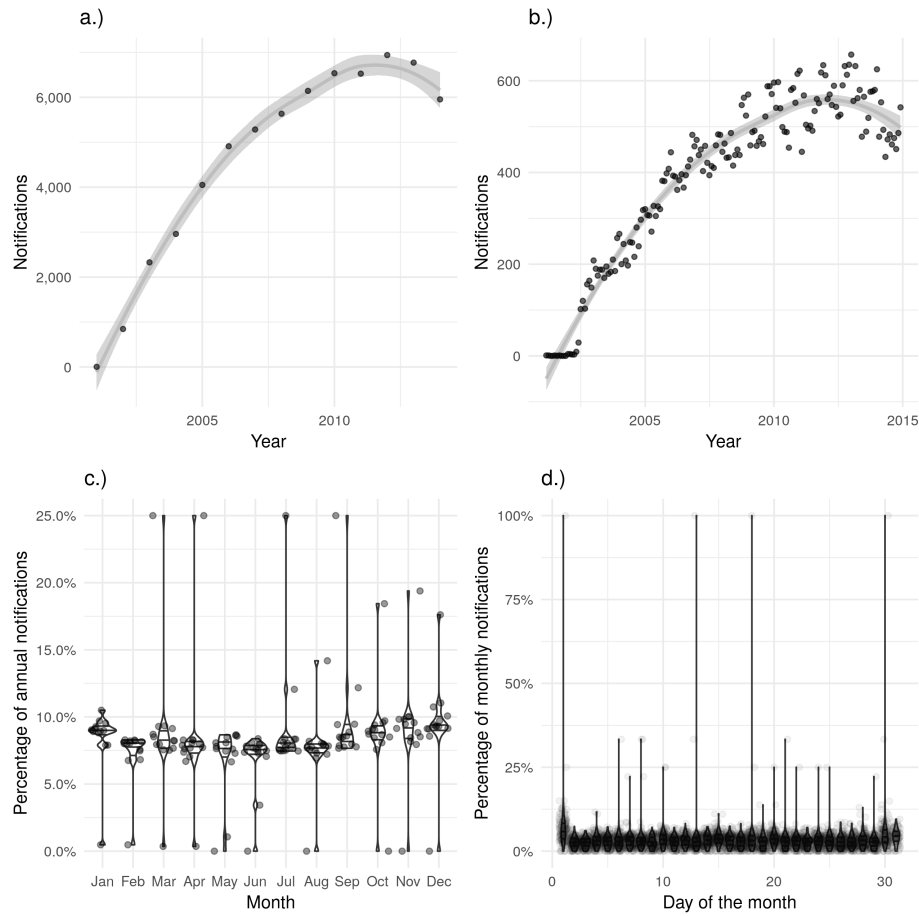 a.)
6,000
4,000
2,000
0
Notifications
2005
2010
Year
b.)
600
400
200
0
Notifications
2005
2010
2015
Year
c.)
25.0%
20.0%
15.0%
10.0%
5.0%
0.0%
Percentage of annual notifications
Jan Feb Mar Apr May Jun Jul Aug Sep Oct Nov Dec
Month
d.)
100%
75%
50%
25%
0%
Percentage of monthly notifications
0 10 20 30
Day of the month